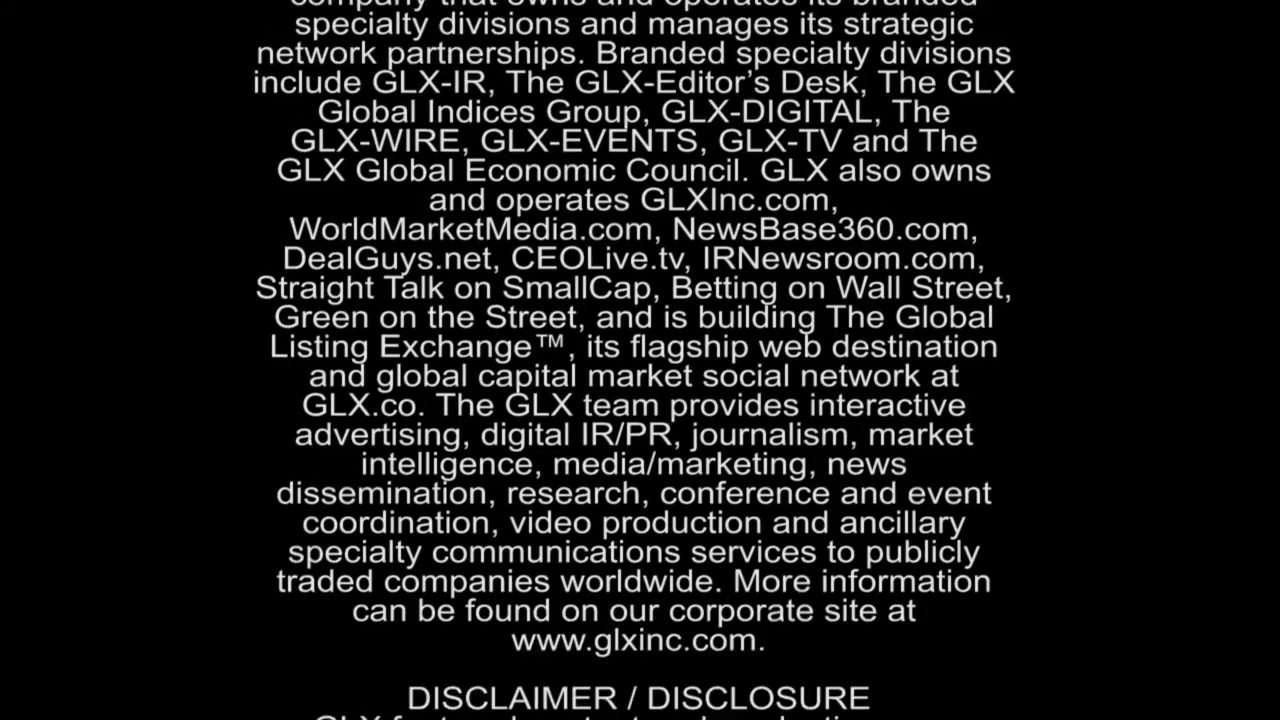 company that owns and operates its branded
specialty divisions and manages its strategic
network partnerships. Branded specialty divisions
include GLX-IR, The GLX-Editor’s Desk, The GLX
Global Indices Group, GLX-DIGITAL, The
GLX-WIRE, GLX-EVENTS, GLX-TV and The
GLX Global Economic Council. GLX also owns
and operates GLXInc.com,
WorldMarketMedia.com, NewsBase360.com,
DealGuys.net, CEOLive.tv, IRNewsroom.com,
Straight Talk on SmallCap, Betting on Wall Street,
Green on the Street, and is building The Global
Listing Exchange™, its flagship web destination
and global capital market social network at
GLX.co. The GLX team provides interactive
advertising, digital IR/PR, journalism, market
intelligence, media/marketing, news
dissemination, research, conference and event
coordination, video production and ancillary
specialty communications services to publicly
traded companies worldwide. More information
can be found on our corporate site at
www.glxinc.com.
DISCLAIMER / DISCLOSURE